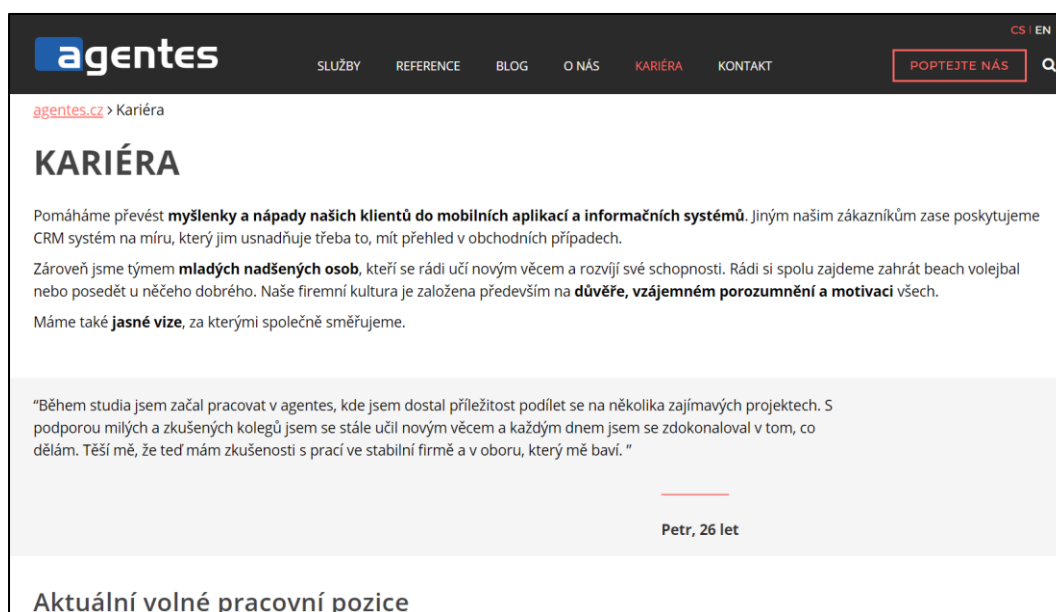 CS | EN
agentes
SLUŽBY REFERENCE BLOG O NÁS KARIÉRA KONTAKT POPTEJTE NÁS
agentes.cz > Kariéra
KARIÉRA
Pomáháme převést myšlenky a nápady našich klientů do mobilních aplikací a informačních systémů. Jiným našim zákazníkům zase poskytujeme
CRM systém na míru, který jim usnadňuje třeba to, mít přehled v obchodních případech.
Zároveň jsme týmem mladých nadšených osob, kteří se rádi učí novým věcem a rozvíjí své schopnosti. Rádi si spolu zajdeme zahrát beach volejbal
nebo posedět u něčeho dobrého. Naše firemní kultura je založena především na důvěře, vzájemném porozumnění a motivaci všech.
Máme také jasné vize, za kterými společně směřujeme.
“Během studia jsem začal pracovat v agentes, kde jsem dostal příležitost podílet se na několika zajímavých projektech. S
podporou milých a zkušených kolegů jsem se stále učil novým věcem a každým dnem jsem se zdokonaloval v tom, co
dělám. Těší mě, že teď mám zkušenosti s prací ve stabilní firmě a v oboru, který mě baví. ”
Petr, 26 let
Aktuální volné pracovní pozice